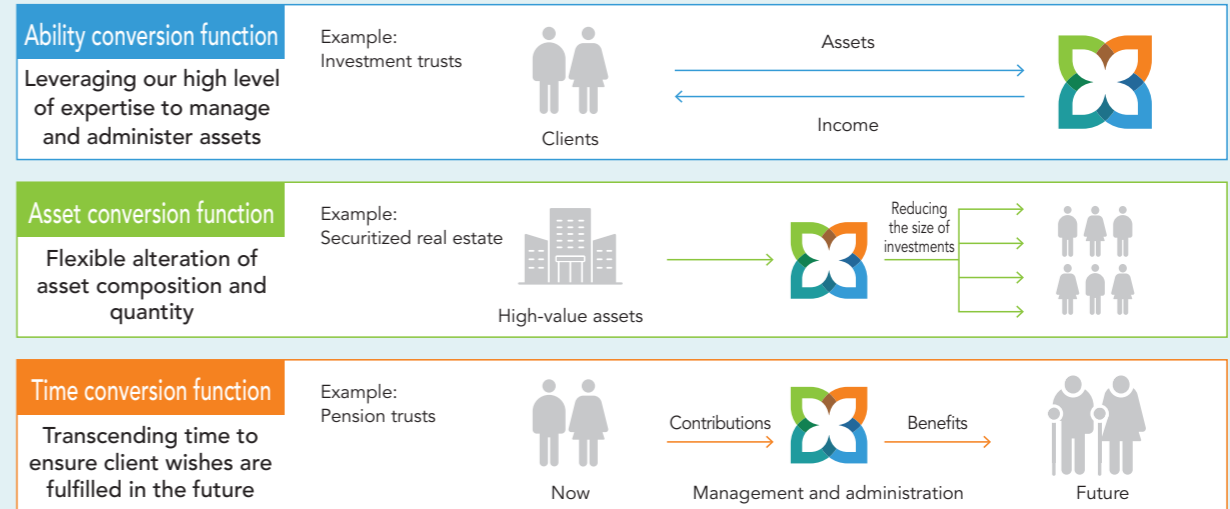 Ability conversion function
Leveraging our high level
of expertise to manage
and administer assets
Example:
Investment trusts
Clients
Assets
Income
Asset conversion function
Flexible alteration of
asset composition and
quantity
Example:
Securitized real estate
High-value assets
Reducing
the size of
investments
Time conversion function
Transcending time to
ensure client wishes are
fulfilled in the future
Example:
Pension trusts
Now
Contributions
Management and administration
Benefits
Future